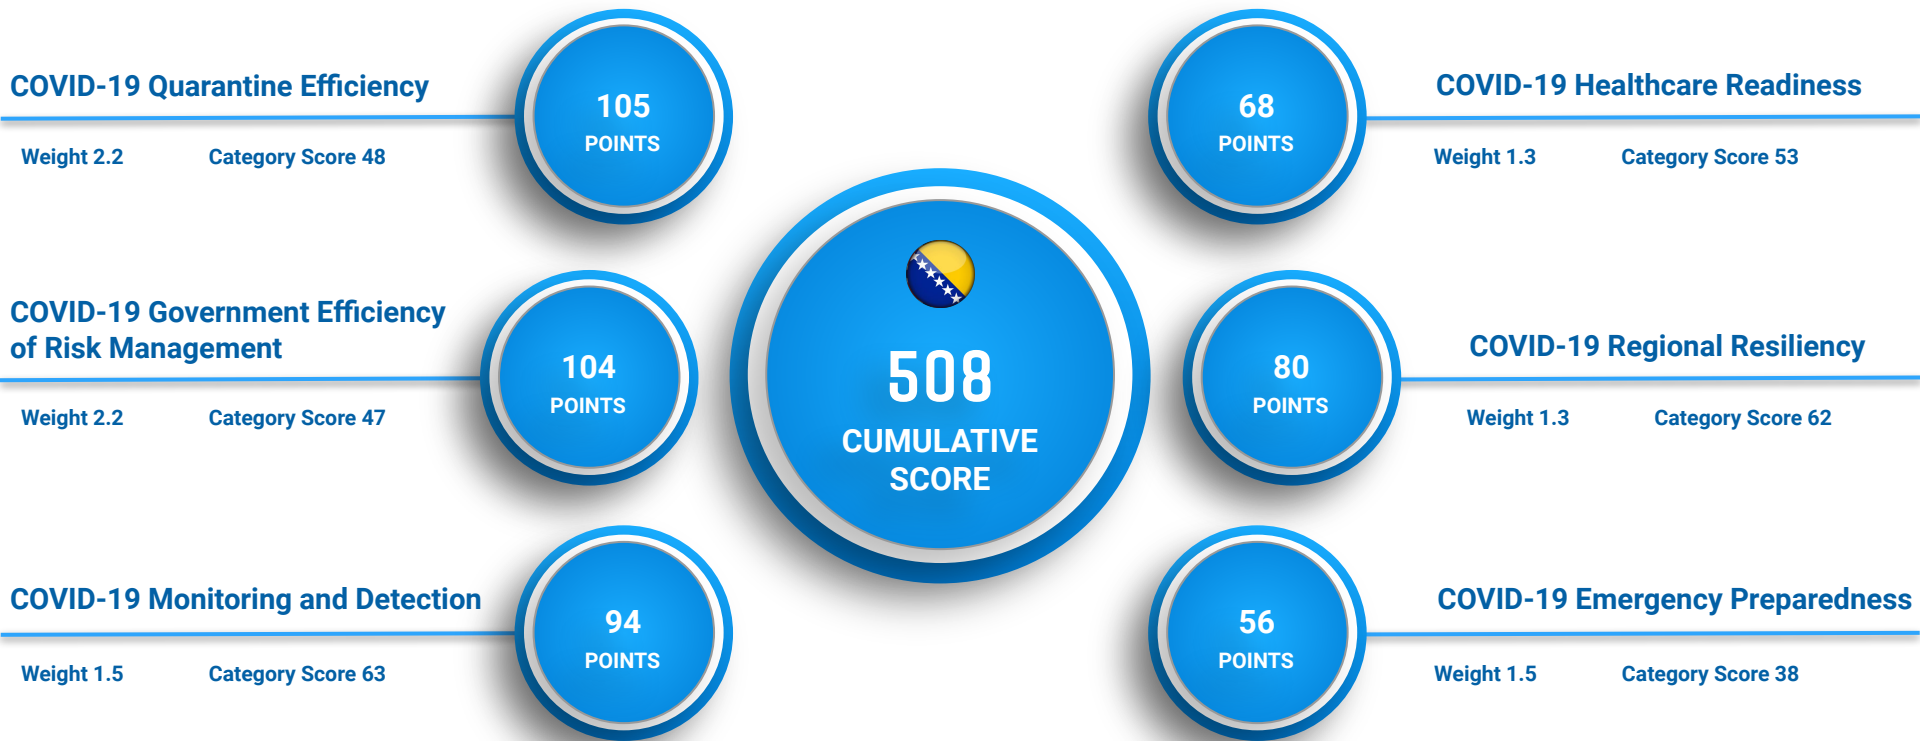 COVID-19 Quarantine Efficiency
Weight 2.2 Category Score 48
105
POINTS
COVID-19 Government Efficiency
of Risk Management
Weight 2.2 Category Score 47
104
POINTS
COVID-19 Monitoring and Detection
Weight 1.5 Category Score 63
94
POINTS
508
CUMULATIVE
SCORE
68
POINTS
COVID-19 Healthcare Readiness
Weight 1.3 Category Score 53
80
POINTS
COVID-19 Regional Resiliency
Weight 1.3 Category Score 62
56
POINTS
COVID-19 Emergency Preparedness
Weight 1.5 Category Score 38